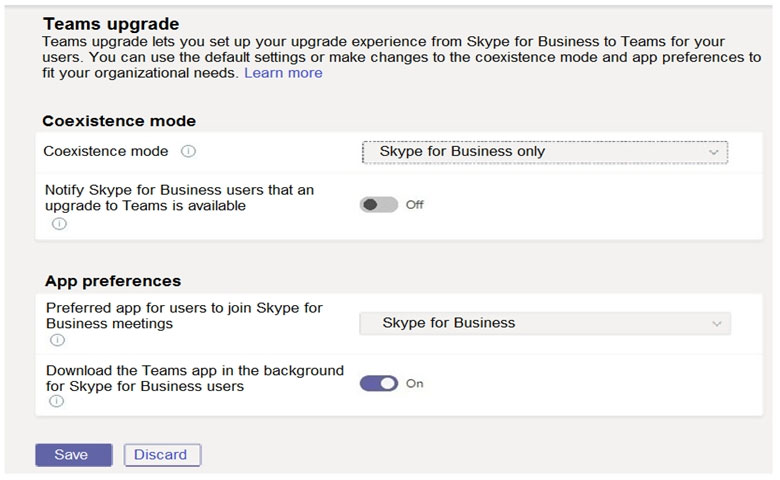 Teams upgrade
Teams upgrade lets you set up your upgrade experience from Skype for Business to Teams for your
users. You can use the default settings or make changes to the coexistence mode and app preferences to
fit your organizational needs. Learn more
Coexistence mode
Coexistence mode
Skype for Business only
Notify Skype for Business users that an
upgrade to Teams is available
Off
App preferences
Preferred app for users to join Skype for
Business meetings
Skype for Business
Download the Teams app in the background
for Skype for Business users
On
Save
Discard